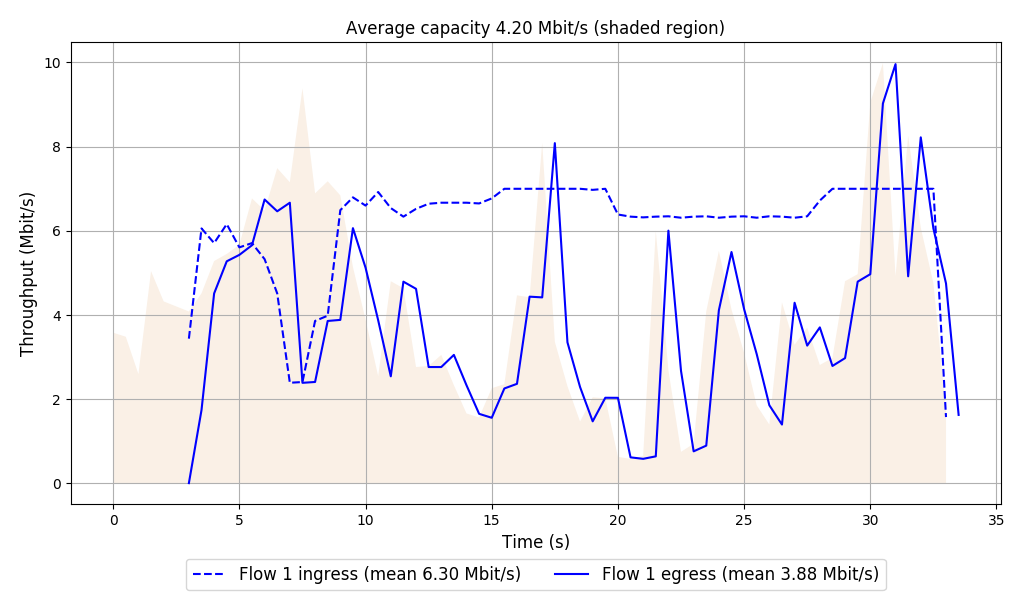 Average capacity 4.20 Mbit/s (shaded region)
Throughput (Mbit/s)
10
8
6
4
2
0
0 5 10 15 20 25 30 35
Time (s)
Flow 1 ingress (mean 6.30 Mbit/s) Flow 1 egress (mean 3.88 Mbit/s)